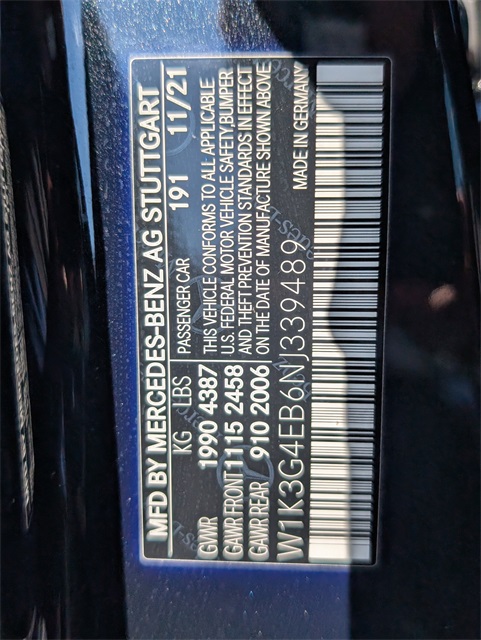 MFD BY MERCEDES-BENZ AG STUTTGART
KG LBS PASSENGER CAR 191 11/21
GVWR 1990 4387 THIS VEHICLE CONFORMS TO ALL APPLICABLE
GAWR FRONT 1115 2458 U.S. FEDERAL MOTOR VEHICLE SAFETY, BUMPER
GAWR REAR 910 2006 AND THEFT PREVENTION STANDARDS IN EFFECT
ON THE DATE OF MANUFACTURE SHOWN ABOVE
W1K3G4EB6NJ339489 MADE IN GERMANY